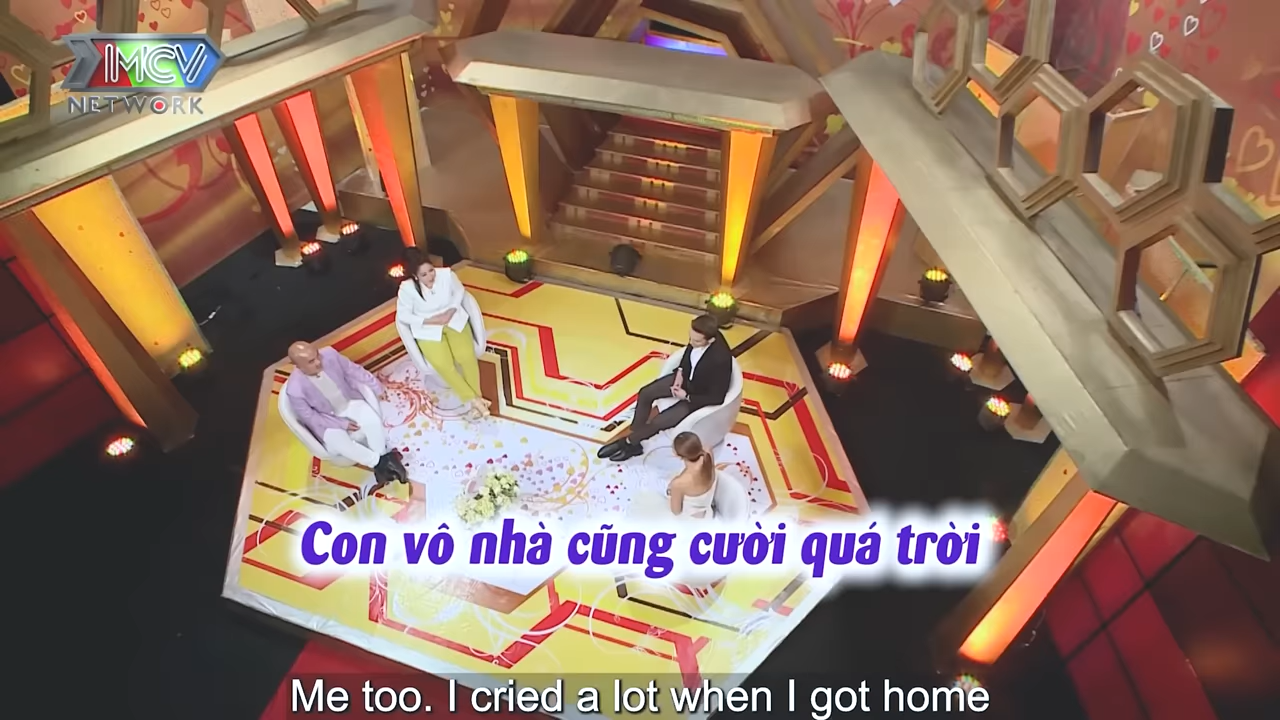 MCV
NETWORK
Con vô nhà cũng cười quá trời
Me too. I cried a lot when I got home